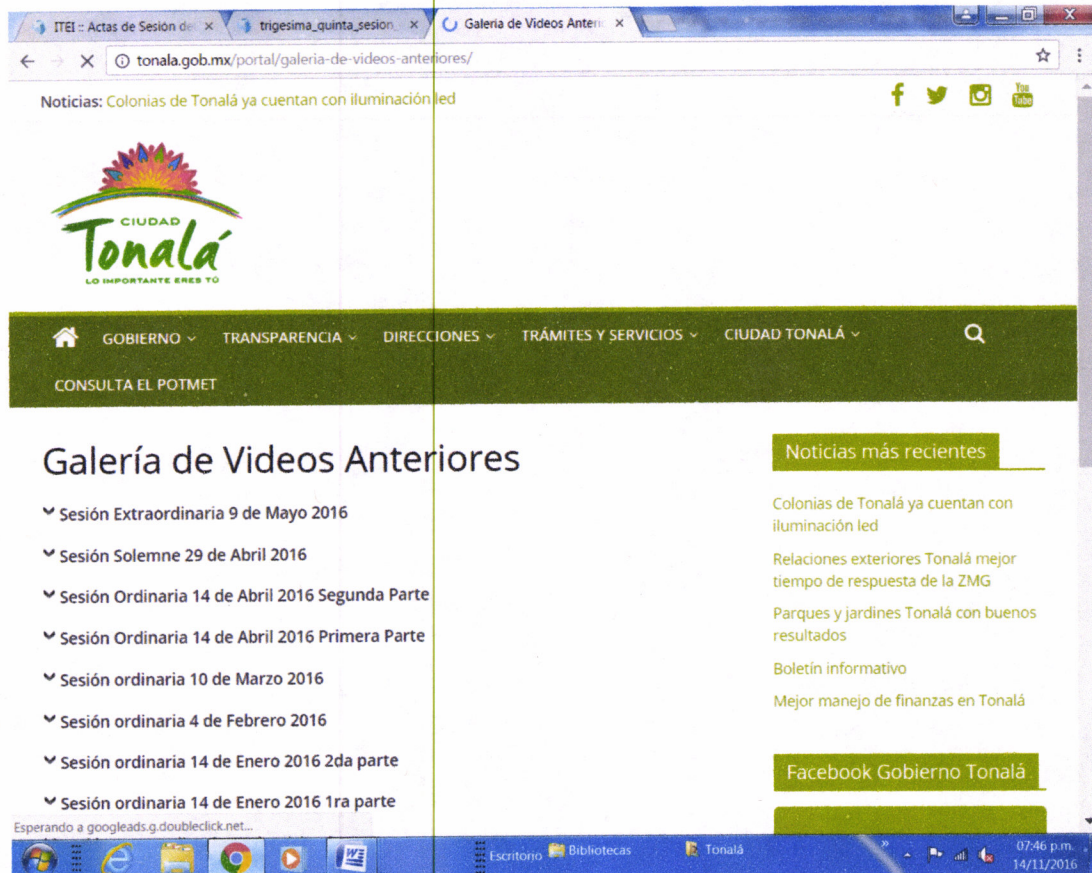 ITEI :: Actas de Sesión de
trigesima_quinta_sesion_
Galeria de Videos Anteri
tonala.gob.mx/portal/galeria-de-videos-anteriores/
Noticias: Colonias de Tonalá ya cuentan con iluminación led
You
Tube
CIUDAD
Tonalá
LO IMPORTANTE ERES TÚ
GOBIERNO
TRANSPARENCIA
DIRECCIONES
TRÁMITES Y SERVICIOS
CIUDAD TONALÁ
CONSULTA EL POTMET
Galería de Videos Anteriores
Sesión Extraordinaria 9 de Mayo 2016
Sesión Solemne 29 de Abril 2016
Sesión Ordinaria 14 de Abril 2016 Segunda Parte
Sesión Ordinaria 14 de Abril 2016 Primera Parte
Sesión ordinaria 10 de Marzo 2016
Sesión ordinaria 4 de Febrero 2016
Sesión ordinaria 14 de Enero 2016 2da parte
Sesión ordinaria 14 de Enero 2016 1ra parte
Noticias más recientes
Colonias de Tonalá ya cuentan con
iluminación led
Relaciones exteriores Tonalá mejor
tiempo de respuesta de la ZMG
Parques y jardines Tonalá con buenos
resultados
Boletín informativo
Mejor manejo de finanzas en Tonalá
Facebook Gobierno Tonalá
Esperando a googleads.g.doubleclick.net...
Escritorio
Bibliotecas
Tonalá
07:46 p.m.
14/11/2016